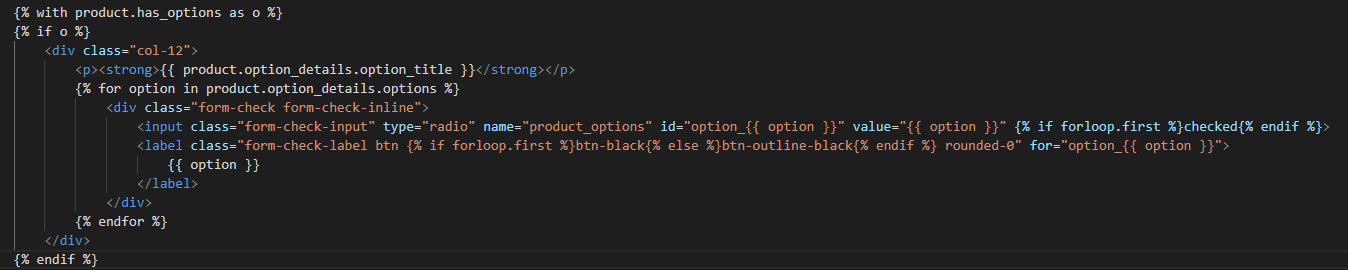 {% with product.has_options as o %}
{% if o %}
<div class="col-12">
<p><strong>{{ product.option_details.option_title }}</strong></p>
{% for option in product.option_details.options %}
<div class="form-check form-check-inline">
<input class="form-check-input" type="radio" name="product_options" id="option_{{ option }}" value="{{ option }}" {% if forloop.first %}checked{% endif %}>
<label class="form-check-label btn {% if forloop.first %}btn-black{% else %}btn-outline-black{% endif %} rounded-0" for="option_{{ option }}">
{{ option }}
</label>
</div>
{% endfor %}
</div>
{% endif %}